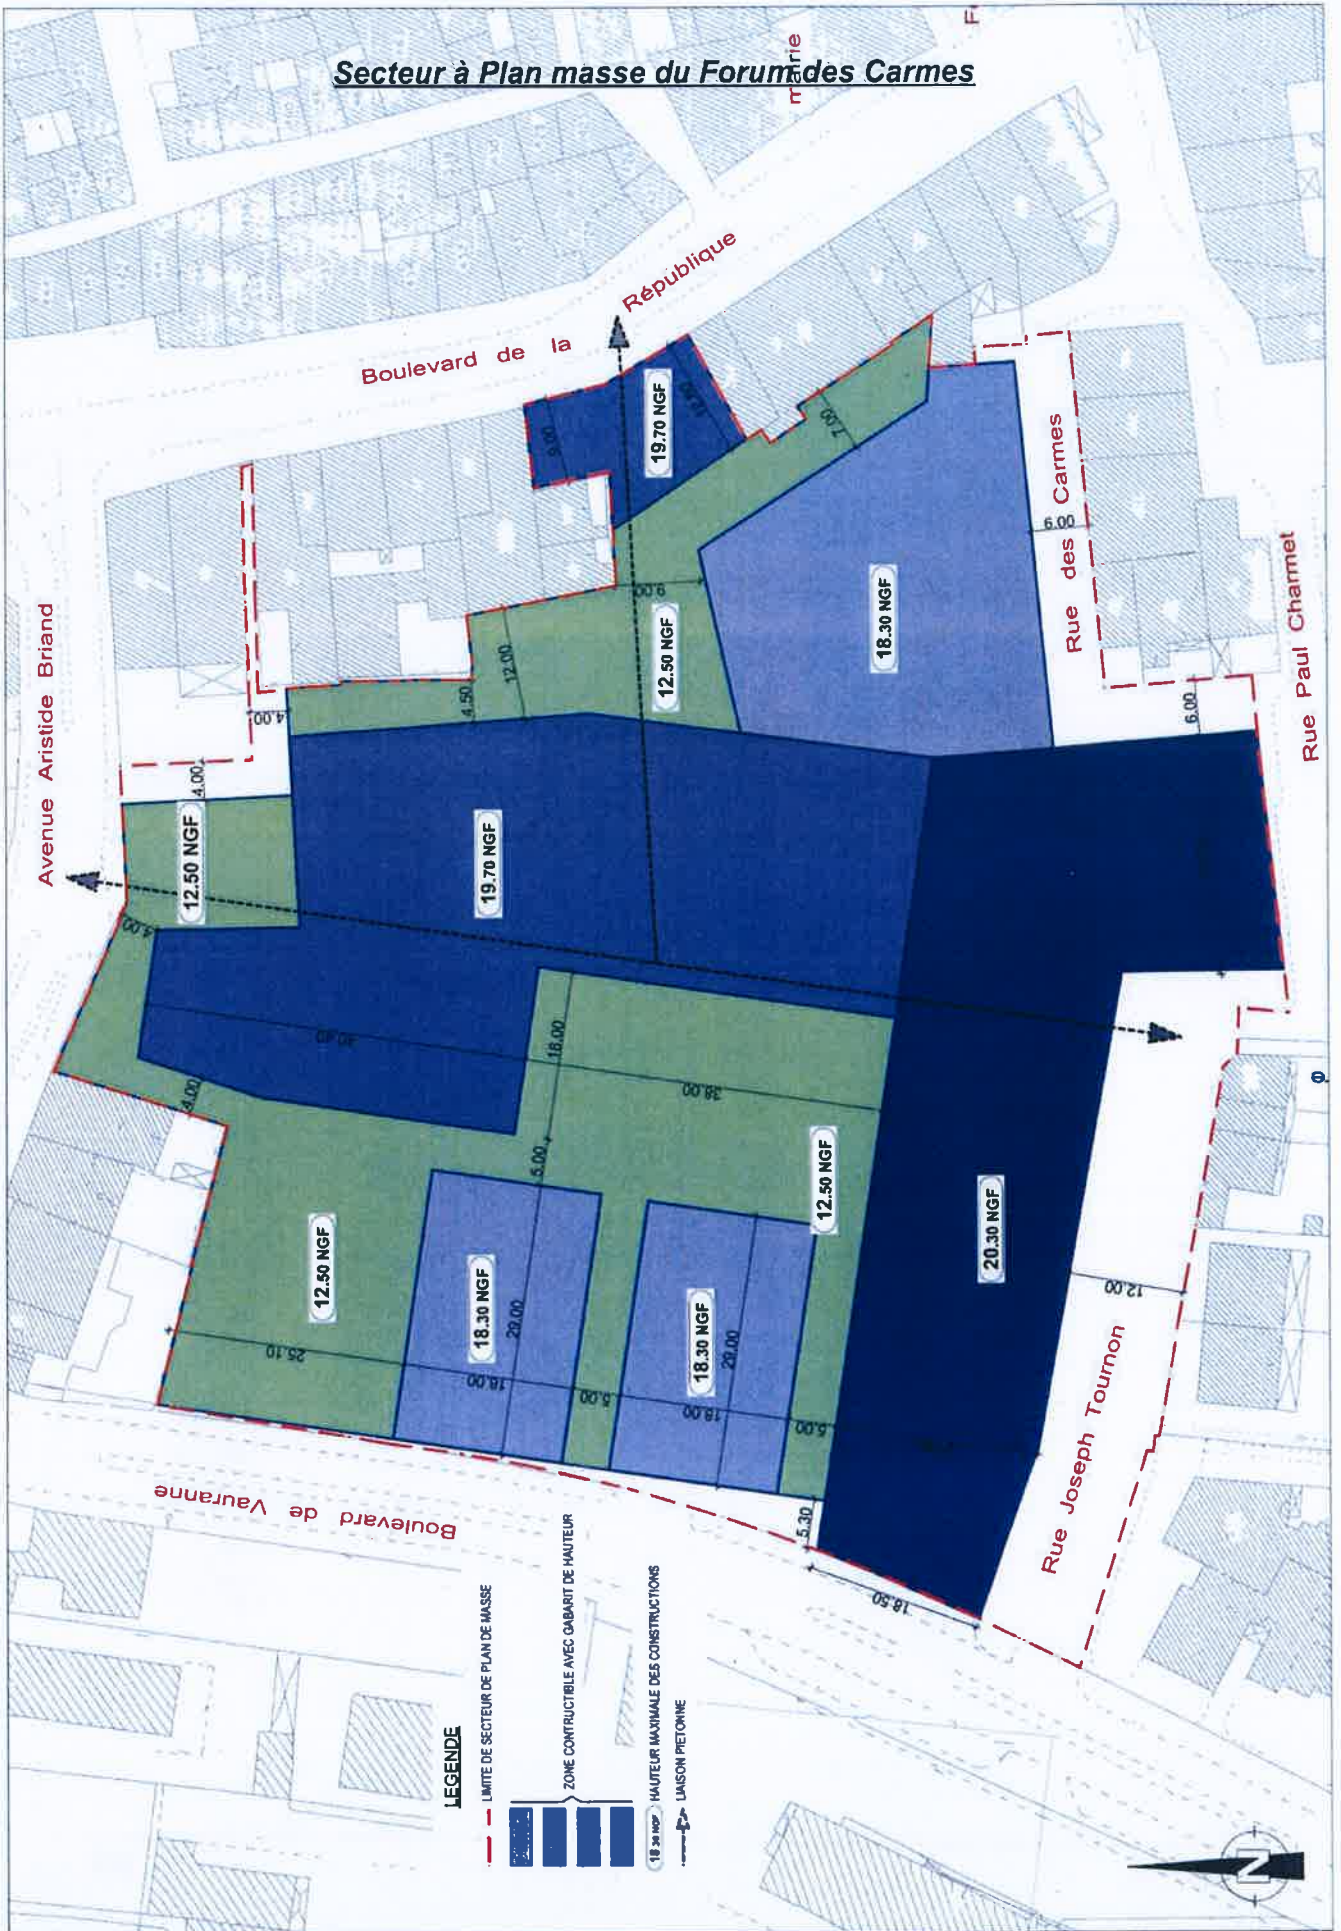 Secteur à Plan masse du Forum des Carmes
mairie
Avenue Aristide Briand
Boulevard de la République
Rue des Carmes
Rue Paul Charmet
Rue Joseph Tournon
Boulevard de Vauranne
12.50 NGF
19.70 NGF
19.70 NGF
12.50 NGF
18.30 NGF
12.50 NGF
18.30 NGF
18.30 NGF
12.50 NGF
20.30 NGF
9.00
7.00
9.00
6.00
6.00
12.00
4.50
4.00
4.00
4.00
4.00
18.00
38.00
5.00
29.00
29.00
25.10
18.00
5.00
18.00
5.00
5.30
18.50
12.00
LEGENDE
LIMITE DE SECTEUR DE PLAN DE MASSE
ZONE CONTRUCTIBLE AVEC GABARIT DE HAUTEUR
HAUTEUR MAXIMALE DES CONSTRUCTIONS
LIAISON PIETONNE
N